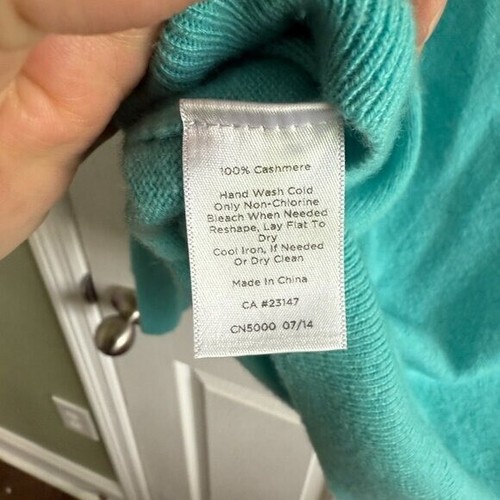 100% Cashmere
Hand Wash Cold
Only Non-Chlorine
Bleach When Needed
Reshape, Lay Flat To
Dry
Cool Iron, If Needed
Or Dry Clean
Made in China
CA #23147
CN5000 07/14